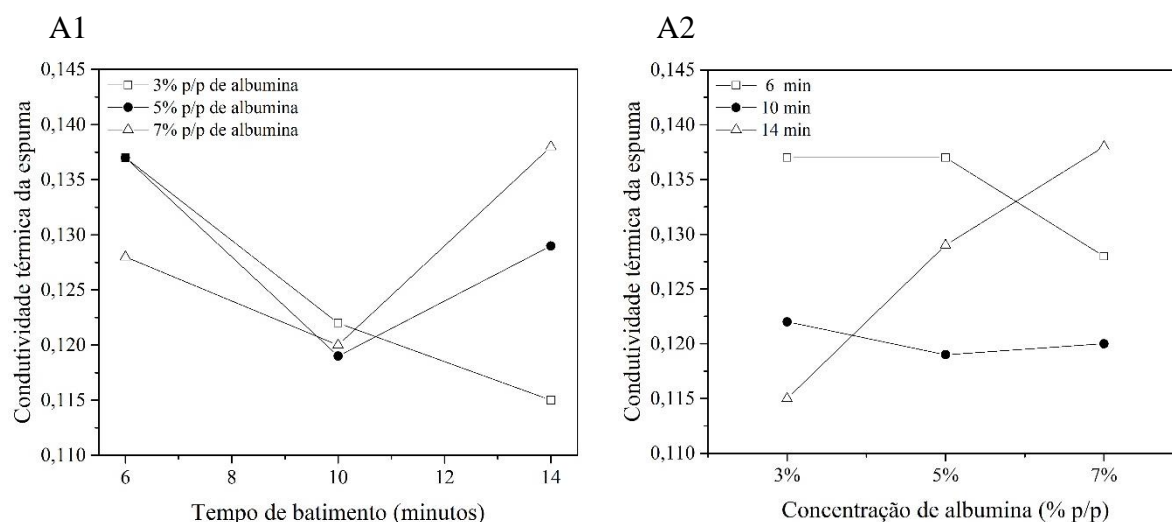 A1
Condutividade térmica da espuma
0,145
0,140
0,135
0,130
0,125
0,120
0,115
0,110
3% p/p de albumina
5% p/p de albumina
7% p/p de albumina
6 8 10 12 14
Tempo de batimento (minutos)
A2
Condutividade térmica da espuma
0,145
0,140
0,135
0,130
0,125
0,120
0,115
0,110
6 min
10 min
14 min
3% 5% 7%
Concentração de albumina (% p/p)